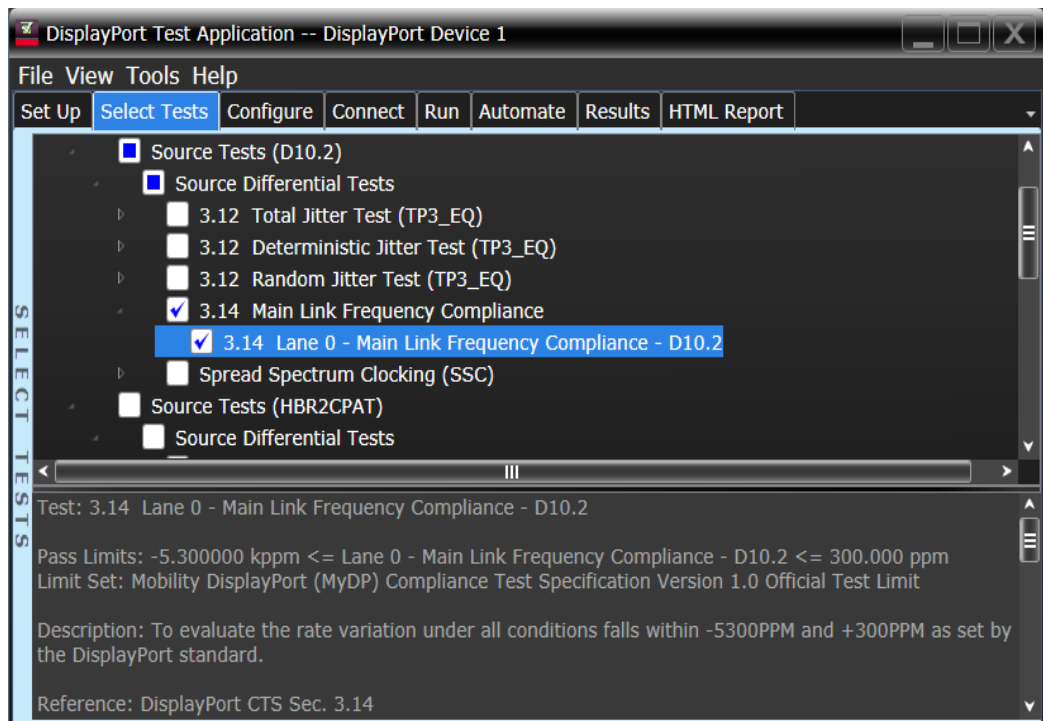 DisplayPort Test Application -- DisplayPort Device 1
File View Tools Help
Set Up Select Tests Configure Connect Run Automate Results HTML Report
SELECT TESTS
Source Tests (D10.2)
Source Differential Tests
3.12 Total Jitter Test (TP3_EQ)
3.12 Deterministic Jitter Test (TP3_EQ)
3.12 Random Jitter Test (TP3_EQ)
3.14 Main Link Frequency Compliance
3.14 Lane 0 - Main Link Frequency Compliance - D10.2
Spread Spectrum Clocking (SSC)
Source Tests (HBR2CPAT)
Source Differential Tests
Test: 3.14 Lane 0 - Main Link Frequency Compliance - D10.2
Pass Limits: -5.300000 kppm <= Lane 0 - Main Link Frequency Compliance - D10.2 <= 300.000 ppm
Limit Set: Mobility DisplayPort (MyDP) Compliance Test Specification Version 1.0 Official Test Limit
Description: To evaluate the rate variation under all conditions falls within -5300PPM and +300PPM as set by
the DisplayPort standard.
Reference: DisplayPort CTS Sec. 3.14